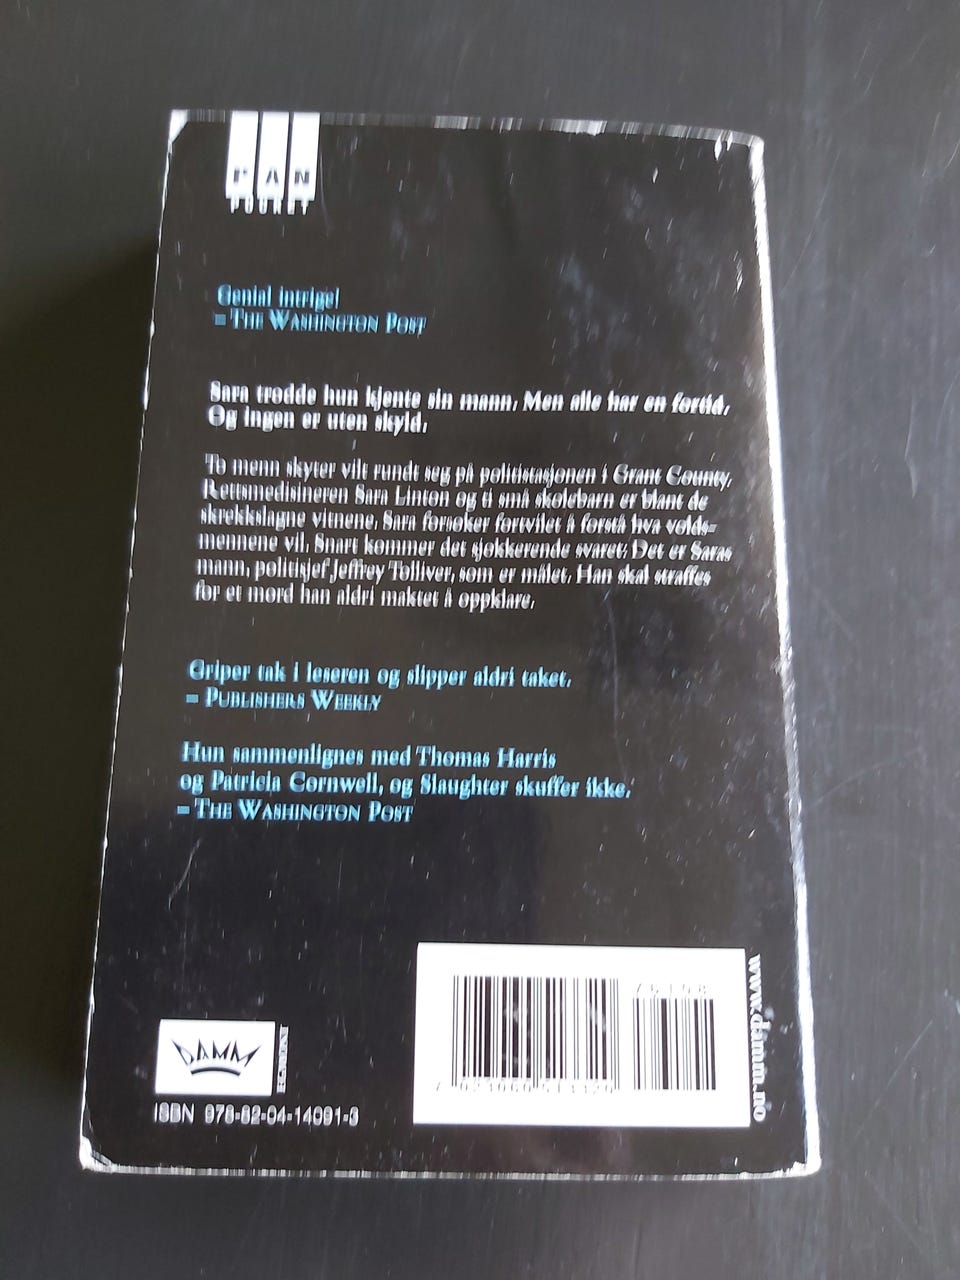 PAN
POCKET
Genial intrige!
– THE WASHINGTON POST
Sara trodde hun kjente sin mann. Men alle har en fortid.
Og ingen er uten skyld.
To menn skyter vilt rundt seg på politistasjonen i Grant County.
Rettsmedisineren Sara Linton og ti små skolebarn er blant de
skrekkslagne vitnene. Sara forsøker fortvilet å forstå hva volds-
mennene vil. Snart kommer det sjokkerende svaret: Det er Saras
mann, politisjef Jeffrey Tolliver, som er målet. Han skal straffes
for et mord han aldri maktet å oppklare.
Griper tak i leseren og slipper aldri taket.
– PUBLISHERS WEEKLY
Hun sammenlignes med Thomas Harris
og Patricia Cornwell, og Slaughter skuffer ikke.
– THE WASHINGTON POST
DAMM
EGMONT
ISBN 978-82-04-14091-3
www.damm.no